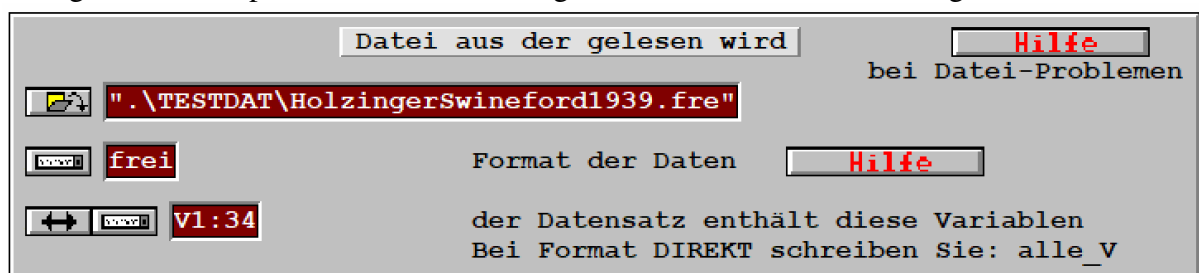 Datei aus der gelesen wird
Hilfe
bei Datei-Problemen
".\TESTDAT\HolzingerSwineford1939.fre"
frei Format der Daten Hilfe
V1:34 der Datensatz enthält diese Variablen
Bei Format DIREKT schreiben Sie: alle_V